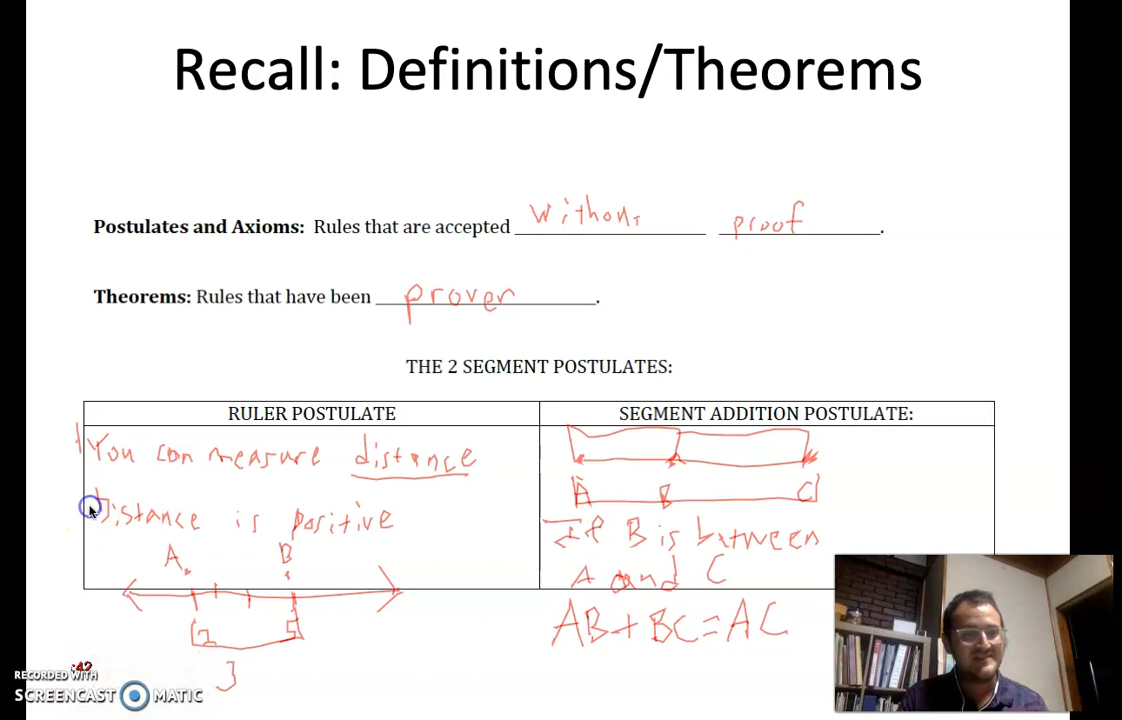 Recall: Definitions/Theorems
Postulates and Axioms: Rules that are accepted without proof.
Theorems: Rules that have been proven.
THE 2 SEGMENT POSTULATES:
RULER POSTULATE
You can measure distance
Distance is positive
A B
2 5
3
SEGMENT ADDITION POSTULATE:
A B C
If B is between
A and C
AB+BC=AC
:42
RECORDED WITH
SCREENCAST MATIC